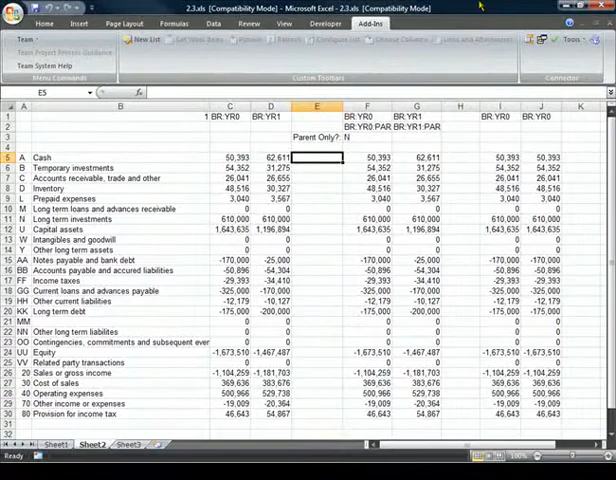 2.3.xls [Compatibility Mode] - Microsoft Excel - 2.3.xls [Compatibility Mode]
Home Insert Page Layout Formulas Data Review View Developer Add-Ins
Team New List Get Work Items Publish Refresh Configure List Choose Columns Links and Attachments Tools
Team Project Process Guidance
Team System Help
Menu Commands Custom Toolbars Connector
E5 fx
A B C D E F G H I J K
1 1 BR:YR0 BR:YR1 BR:YR0 BR:YR1 BR:YR0 BR:YR0
2 BR:YR0:PAR BR:YR1:PAR
3 Parent Only?: N
4
5 A Cash 50,393 62,611 50,393 62,611 50,393 50,393
6 B Temporary investments 54,352 31,275 54,352 31,275 54,352 54,352
7 C Accounts receivable, trade and other 26,041 26,655 26,041 26,655 26,041 26,041
8 D Inventory 48,516 30,327 48,516 30,327 48,516 48,516
9 L Prepaid expenses 3,040 3,567 3,040 3,567 3,040 3,040
10 M Long term loans and advances receivable 0 0 0 0 0 0
11 N Long term investments 610,000 610,000 610,000 610,000 610,000 610,000
12 U Capital assets 1,643,635 1,196,894 1,643,635 1,196,894 1,643,635 1,643,635
13 W Intangibles and goodwill 0 0 0 0 0 0
14 Y Other long term assets 0 0 0 0 0 0
15 AA Notes payable and bank debt -170,000 -25,000 -170,000 -25,000 -170,000 -170,000
16 BB Accounts payable and accured liabilities -50,896 -54,304 -50,896 -54,304 -50,896 -50,896
17 FF Income taxes -29,393 -34,410 -29,393 -34,410 -29,393 -29,393
18 GG Current loans and advances payable -325,000 -170,000 -325,000 -170,000 -325,000 -325,000
19 HH Other current liabilities -12,179 -10,127 -12,179 -10,127 -12,179 -12,179
20 KK Long term debt -175,000 -200,000 -175,000 -200,000 -175,000 -175,000
21 MM 0 0 0 0 0 0
22 NN Other long term liabilites 0 0 0 0 0 0
23 OO Contingencies, commitments and subsequent even 0 0 0 0 0 0
24 UU Equity -1,673,510 -1,467,487 -1,673,510 -1,467,487 -1,673,510 -1,673,510
25 VV Related party transactions 0 0 0 0 0 0
26 20 Sales or gross income -1,104,259 -1,181,703 -1,104,259 -1,181,703 -1,104,259 -1,104,259
27 30 Cost of sales 369,636 383,676 369,636 383,676 369,636 369,636
28 40 Operating expenses 500,966 529,738 500,966 529,738 500,966 500,966
29 70 Other income or expenses -19,009 -20,364 -19,009 -20,364 -19,009 -19,009
30 80 Provision for income tax 46,643 54,867 46,643 54,867 46,643 46,643
31
32
Sheet1 Sheet2 Sheet3
Ready 100%